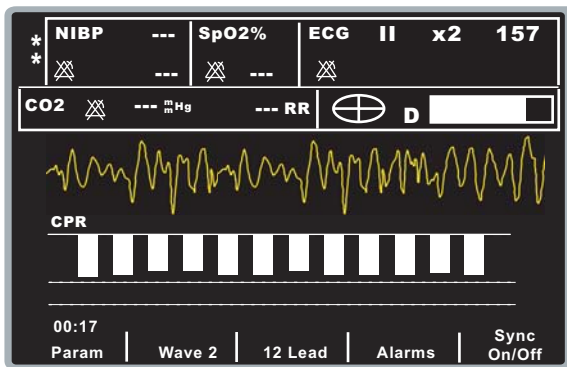 * NIBP --- SpO2% ECG II x2 157
* --- ---
CO2 --- mmHg --- RR D
CPR
00:17
Param Wave 2 12 Lead Alarms Sync
On/Off